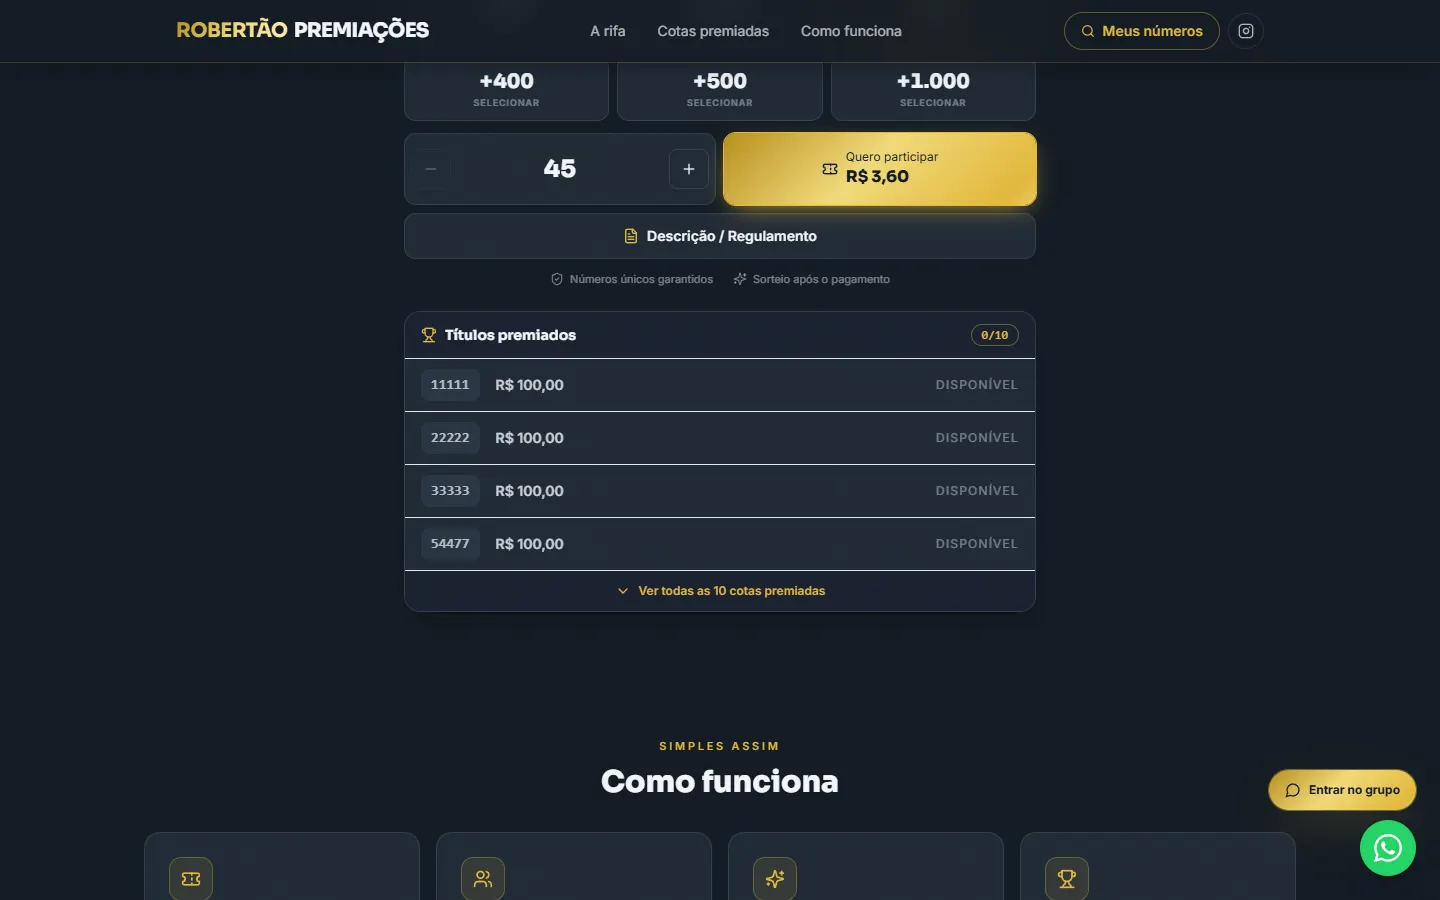 ROBERTÃO PREMIAÇÕES
A rifa
Cotas premiadas
Como funciona
Meus números
+400
SELECIONAR
+500
SELECIONAR
+1.000
SELECIONAR
45
Quero participar
R$ 3,60
Descrição / Regulamento
Números únicos garantidos
Sorteio após o pagamento
Títulos premiados
0/10
11111 R$ 100,00 DISPONÍVEL
22222 R$ 100,00 DISPONÍVEL
33333 R$ 100,00 DISPONÍVEL
54477 R$ 100,00 DISPONÍVEL
Ver todas as 10 cotas premiadas
SIMPLES ASSIM
Como funciona
Entrar no grupo